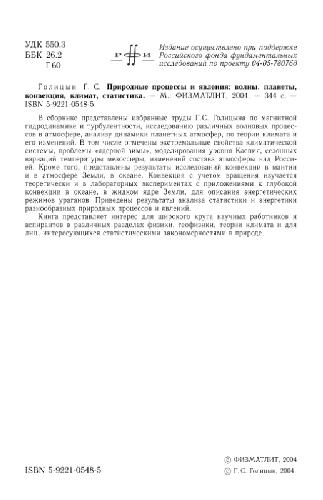 УДК 550.3
ББК 26.2
Г60
Р Ф И
Издание осуществлено при поддержке
Российского фонда фундаментальных
исследований по проекту 04-05-78076д
Голицын Г. С. Природные процессы и явления: волны, планеты,
конвекция, климат, статистика. — М.: ФИЗМАТЛИТ, 2004. — 344 с. —
ISBN 5-9221-0548-5.
В сборнике представлены избранные труды Г.С. Голицына по магнитной
гидродинамике и турбулентности, исследованию различных волновых процес-
сов в атмосфере, анализу динамики планетных атмосфер, по теории климата и
его изменений. В том числе отмечены экстремальные свойства климатической
системы, проблемы «ядерной зимы», моделирования уровня Каспия, сезонных
вариаций температуры мезосферы, изменений состава атмосферы над Росси-
ей. Кроме того, представлены результаты исследований конвекции в мантии
и в атмосфере Земли, в океане. Конвекция с учетом вращения изучается
теоретически и в лабораторных экспериментах с приложениями к глубокой
конвекции в океане, в жидком ядре Земли, для описания энергетических
режимов ураганов. Приведены результаты анализа статистики и энергетики
разнообразных природных процессов и явлений.
Книга представляет интерес для широкого круга научных работников и
аспирантов в различных разделах физики, геофизики, теории климата и для
лиц, интересующихся статистическими закономерностями в природе.
ISBN 5-9221-0548-5
© ФИЗМАТЛИТ, 2004
© Г. С. Голицын, 2004